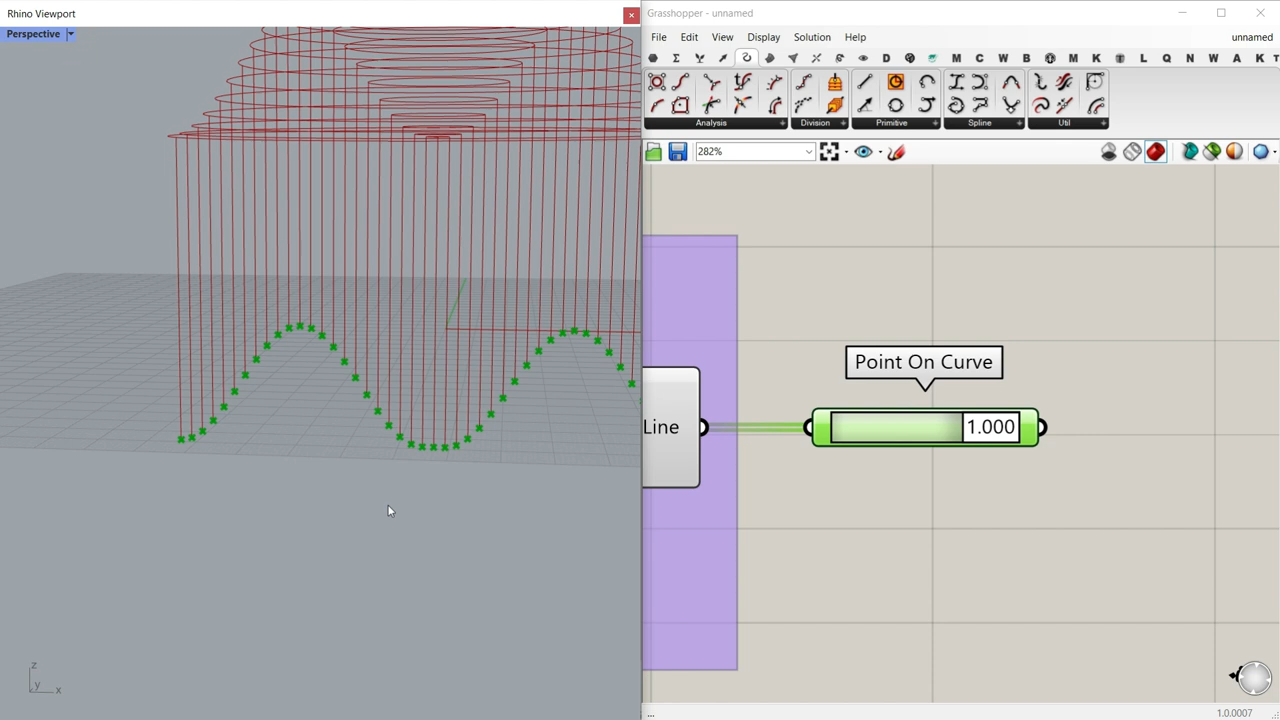 Rhino Viewport
Perspective
z
y
x
Grasshopper - unnamed
File Edit View Display Solution Help
unnamed
D M C W B M K L Q N W A K T
Analysis
Division
Primitive
Spline
Util
282%
Point On Curve
Line
1.000
...
1.0.0007